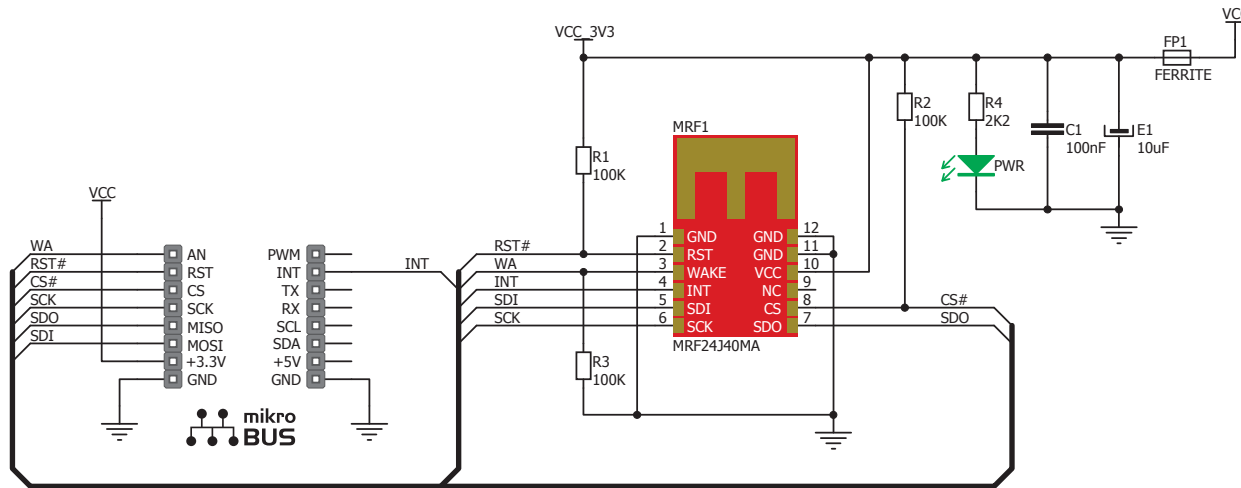 VCC
VCC_3V3
FP1
FERRITE
R2
100K
R4
2K2
C1
100nF
E1
10uF
PWR
MRF1
R1
100K
VCC
WA
RST#
CS#
SCK
SDO
SDI
AN
RST
CS
SCK
MISO
MOSI
+3.3V
GND
PWM
INT
TX
RX
SCL
SDA
+5V
GND
INT
RST#
WA
INT
SDI
SCK
1
2
3
4
5
6
GND
RST
WAKE
INT
SDI
SCK
GND
GND
VCC
NC
CS
SDO
12
11
10
9
8
7
CS#
SDO
MRF24J40MA
R3
100K
mikro
BUS